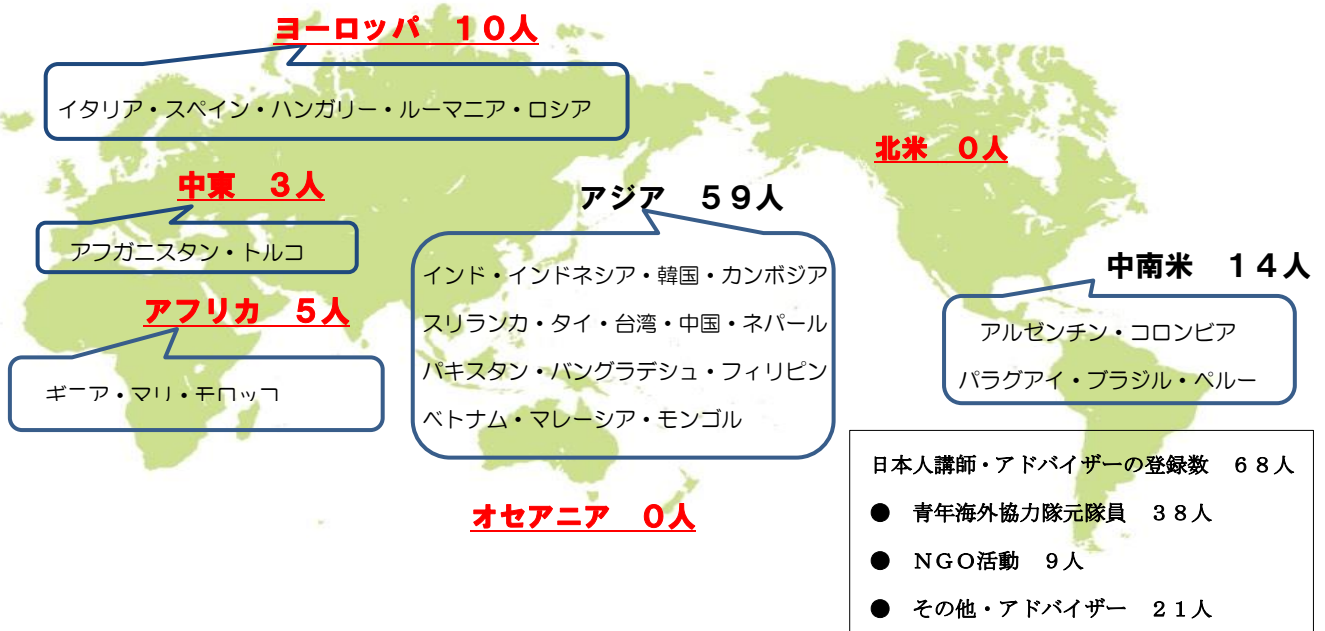 ヨーロッパ　１０人
イタリア・スペイン・ハンガリー・ルーマニア・ロシア
北米　０人
中東　３人
アジア　５９人
アフガニスタン・トルコ
インド・インドネシア・韓国・カンボジア
スリランカ・タイ・台湾・中国・ネパール
パキスタン・バングラデシュ・フィリピン
ベトナム・マレーシア・モンゴル
中南米　１４人
アルゼンチン・コロンビア
パラグアイ・ブラジル・ペルー
アフリカ　５人
ギニア・マリ・モロッコ
オセアニア　０人
日本人講師・アドバイザーの登録数　６８人
●　青年海外協力隊元隊員　３８人
●　ＮＧＯ活動　９人
●　その他・アドバイザー　２１人